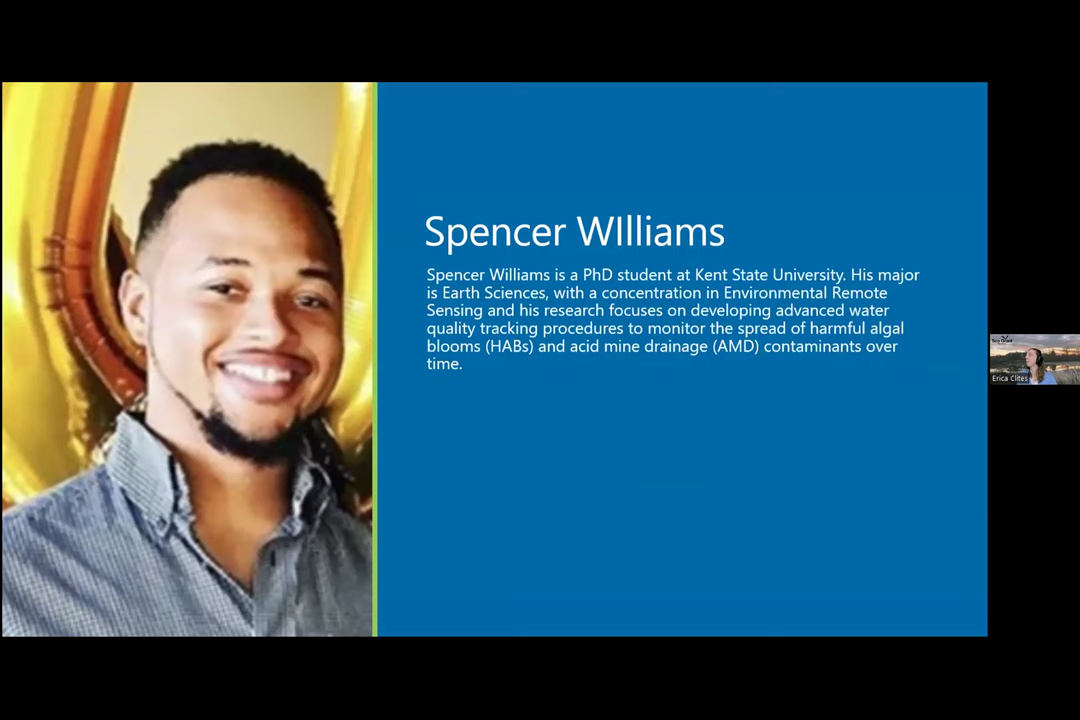 Spencer WIlliams
Spencer Williams is a PhD student at Kent State University. His major
is Earth Sciences, with a concentration in Environmental Remote
Sensing and his research focuses on developing advanced water
quality tracking procedures to monitor the spread of harmful algal
blooms (HABs) and acid mine drainage (AMD) contaminants over
time.
Erica Clites